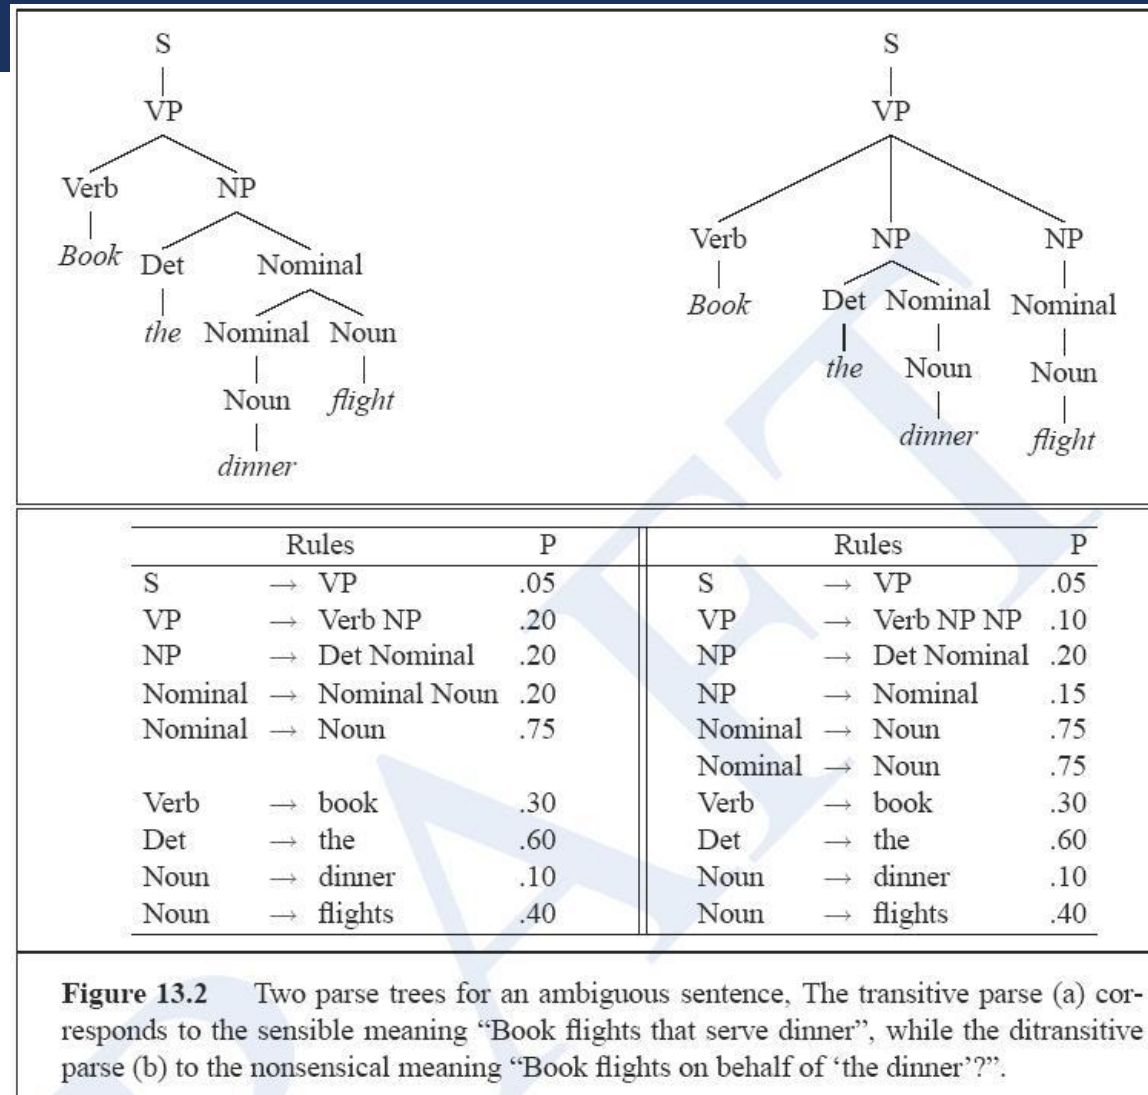 S
VP
Verb NP
Book Det Nominal
the Nominal Noun
Noun flight
dinner
S
VP
Verb NP NP
Book Det Nominal Nominal
the Noun Noun
dinner flight
Rules P
S → VP .05
VP → Verb NP .20
NP → Det Nominal .20
Nominal → Nominal Noun .20
Nominal → Noun .75
Verb → book .30
Det → the .60
Noun → dinner .10
Noun → flights .40
Rules P
S → VP .05
VP → Verb NP NP .10
NP → Det Nominal .20
NP → Nominal .15
Nominal → Noun .75
Nominal → Noun .75
Verb → book .30
Det → the .60
Noun → dinner .10
Noun → flights .40
Figure 13.2 Two parse trees for an ambiguous sentence, The transitive parse (a) cor-
responds to the sensible meaning “Book flights that serve dinner”, while the ditransitive
parse (b) to the nonsensical meaning “Book flights on behalf of ‘the dinner’?”.
RAFT